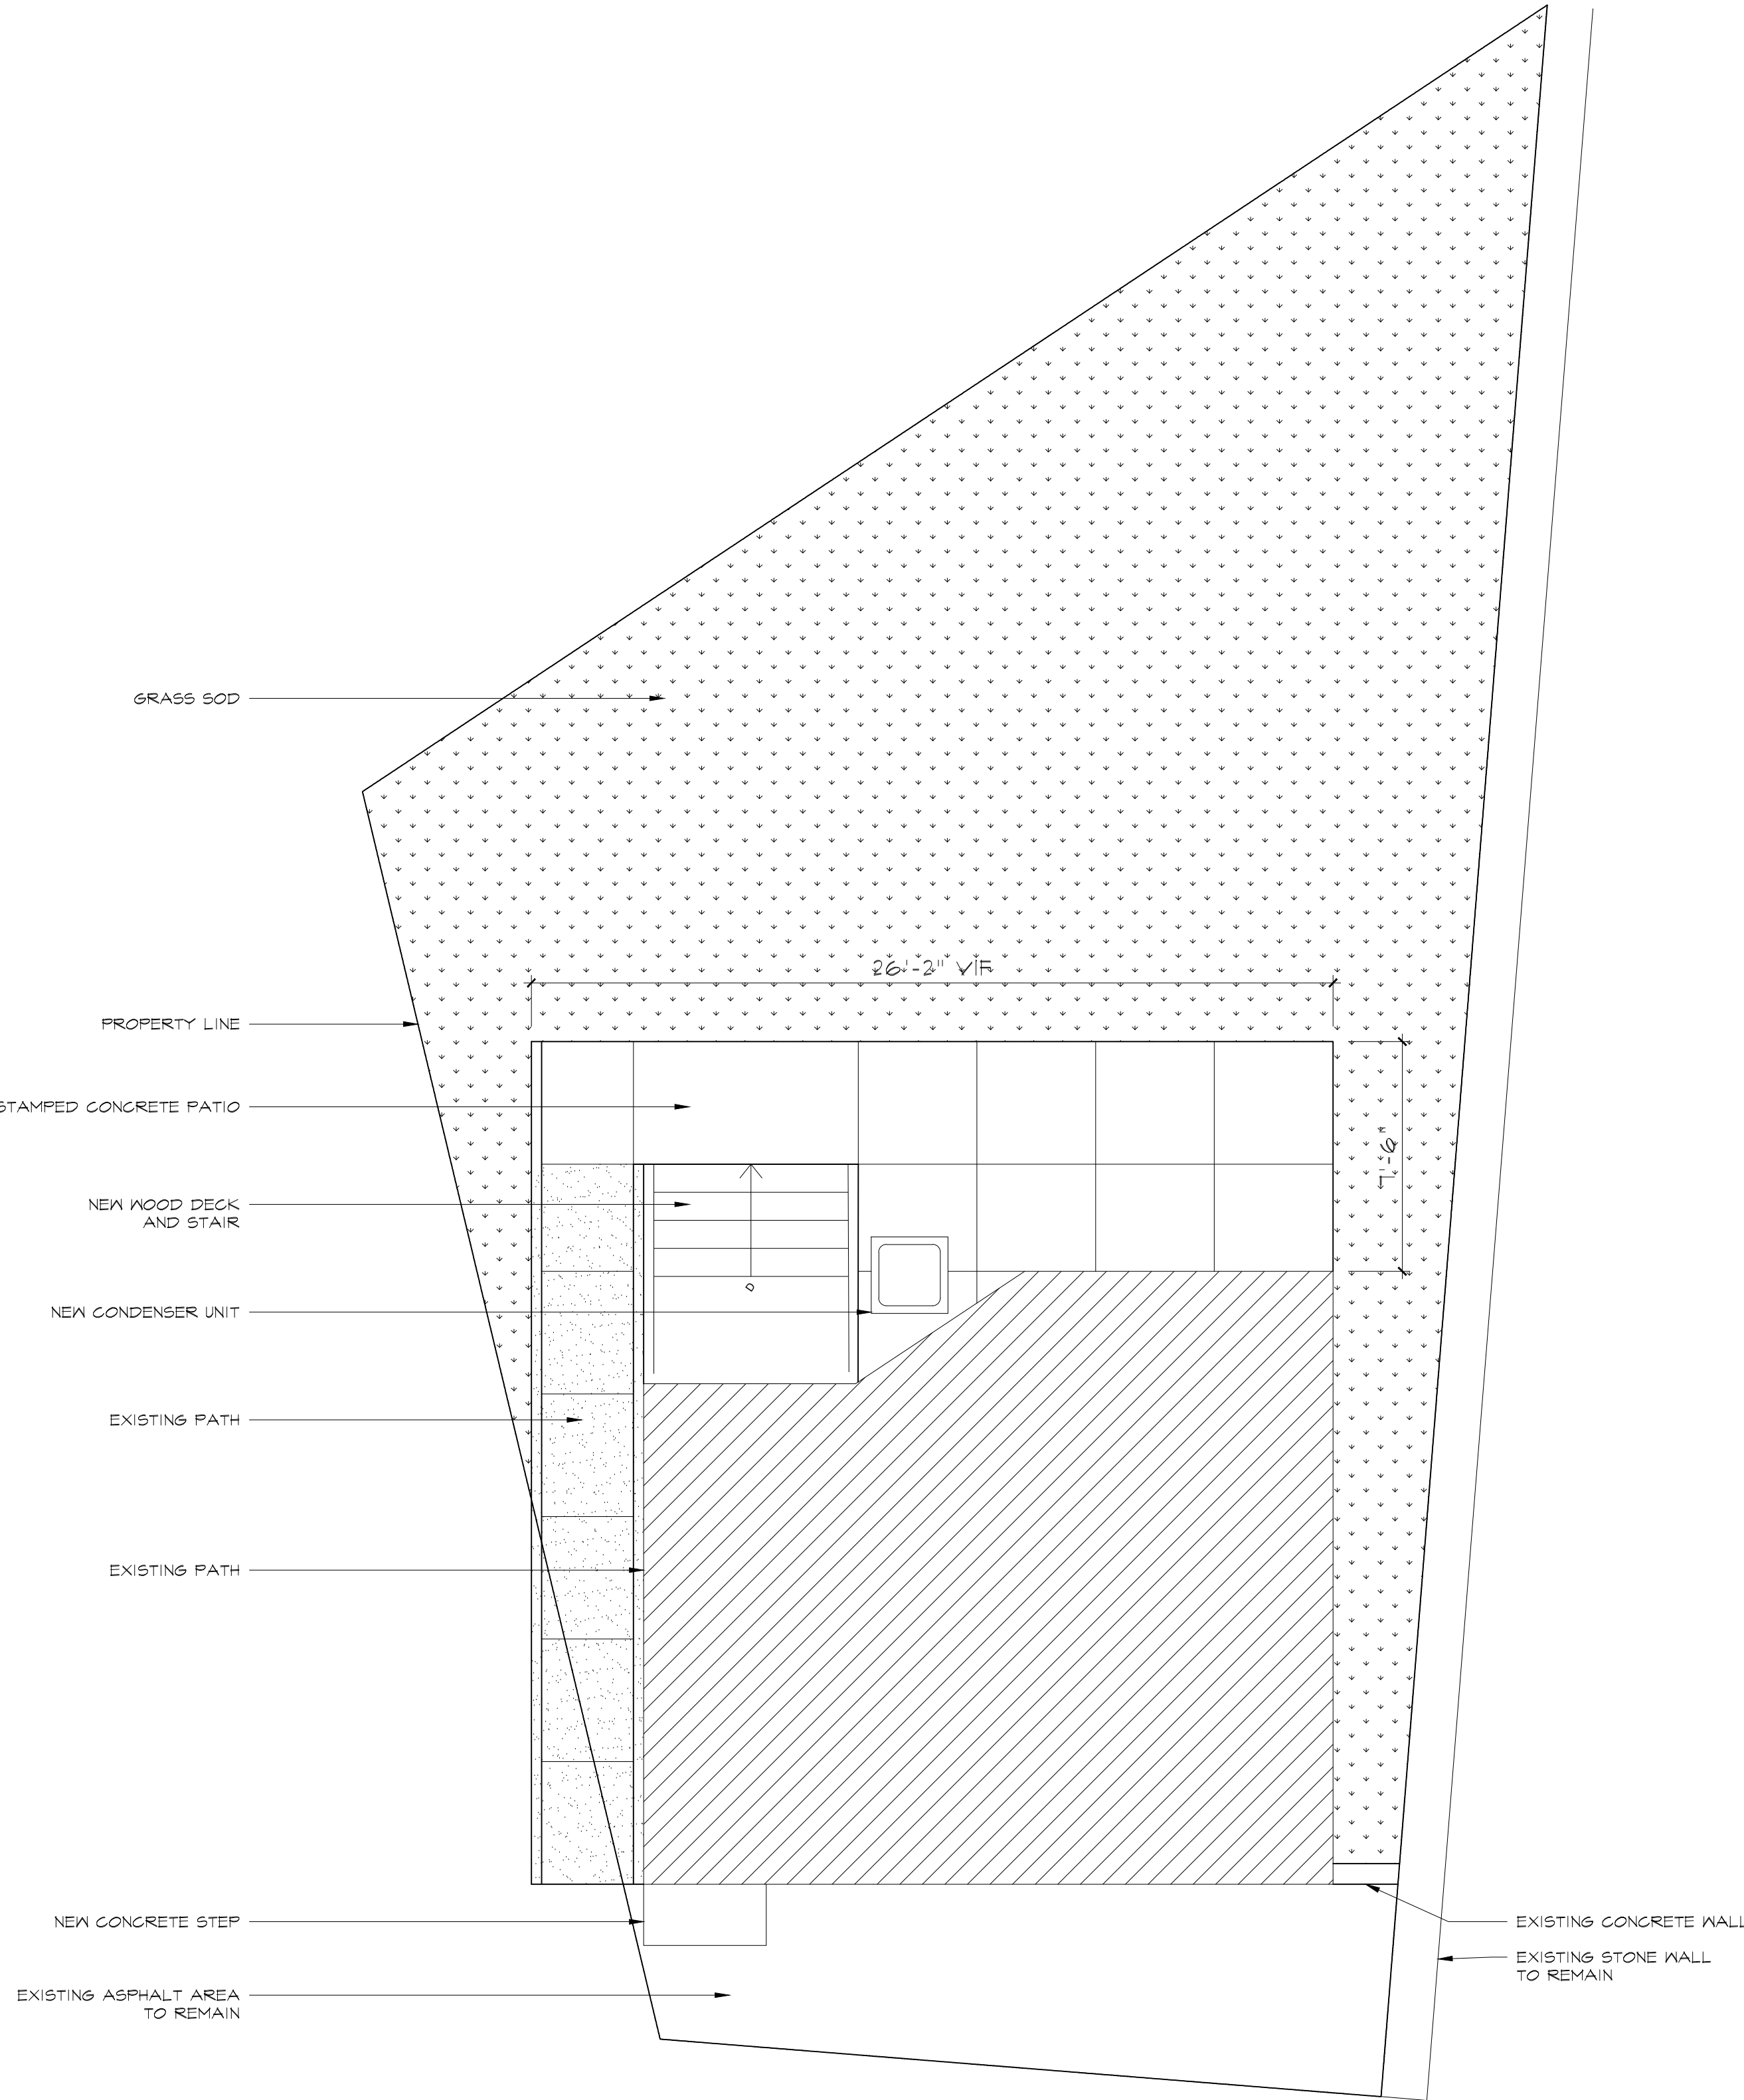 GRASS SOD
26'-2" VIF
PROPERTY LINE
STAMPED CONCRETE PATIO
7'-6"
NEW WOOD DECK
AND STAIR
D
NEW CONDENSER UNIT
EXISTING PATH
EXISTING PATH
NEW CONCRETE STEP
EXISTING CONCRETE WALL
EXISTING STONE WALL
TO REMAIN
EXISTING ASPHALT AREA
TO REMAIN